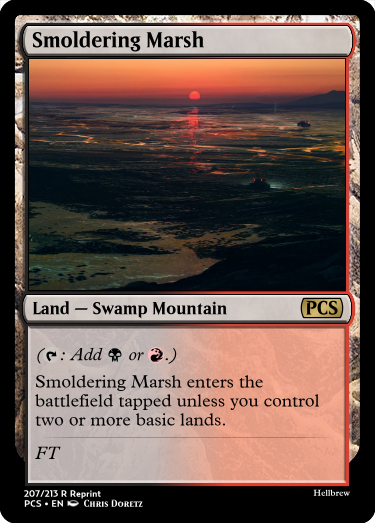 Smoldering Marsh
Land — Swamp Mountain
PCS
(: Add or .)
Smoldering Marsh enters the
battlefield tapped unless you control
two or more basic lands.
FT
207/213 R Reprint
Hellbrew
PCS • EN Chris Doretz